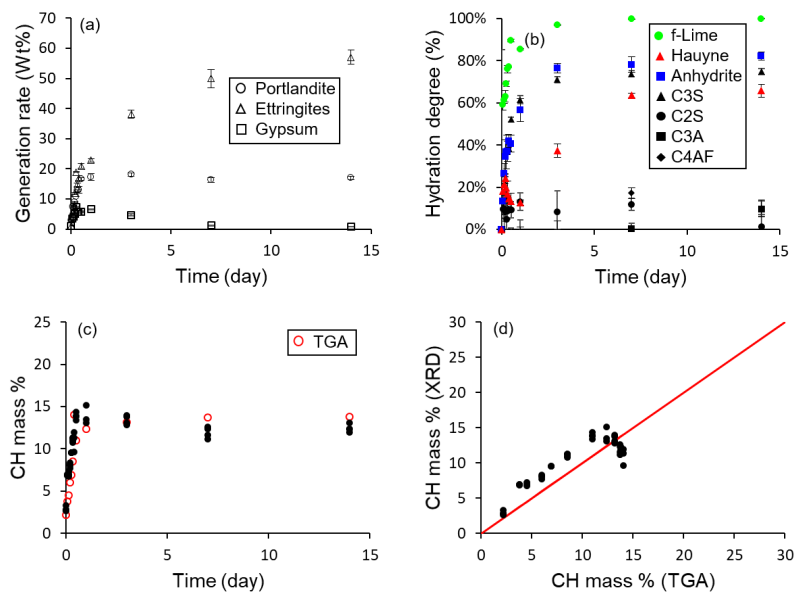 (a)
70
60
50
40
30
20
10
0
0 5 10 15
Generation rate (Wt%)
Time (day)
Portlandite
Ettringites
Gypsum
(b)
100%
80%
60%
40%
20%
0%
0 5 10 15
Hydration degree (%)
Time (day)
f-Lime
Hauyne
Anhydrite
C3S
C2S
C3A
C4AF
(c)
25
20
15
10
5
0
0 5 10 15
CH mass %
Time (day)
TGA
(d)
30
25
20
15
10
5
0
0 5 10 15 20 25 30
CH mass % (XRD)
CH mass % (TGA)